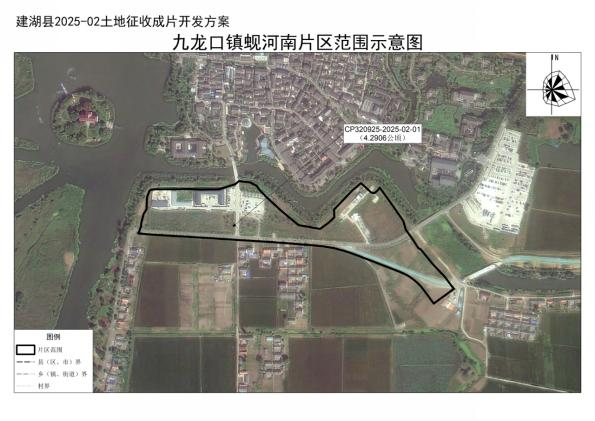 建湖县2025-02土地征收成片开发方案
九龙口镇蚬河南片区范围示意图
N
CP320925-2025-02-01
（4.2906公顷）
图例
片区范围
县（区、市）界
乡（镇、街道）界
村界